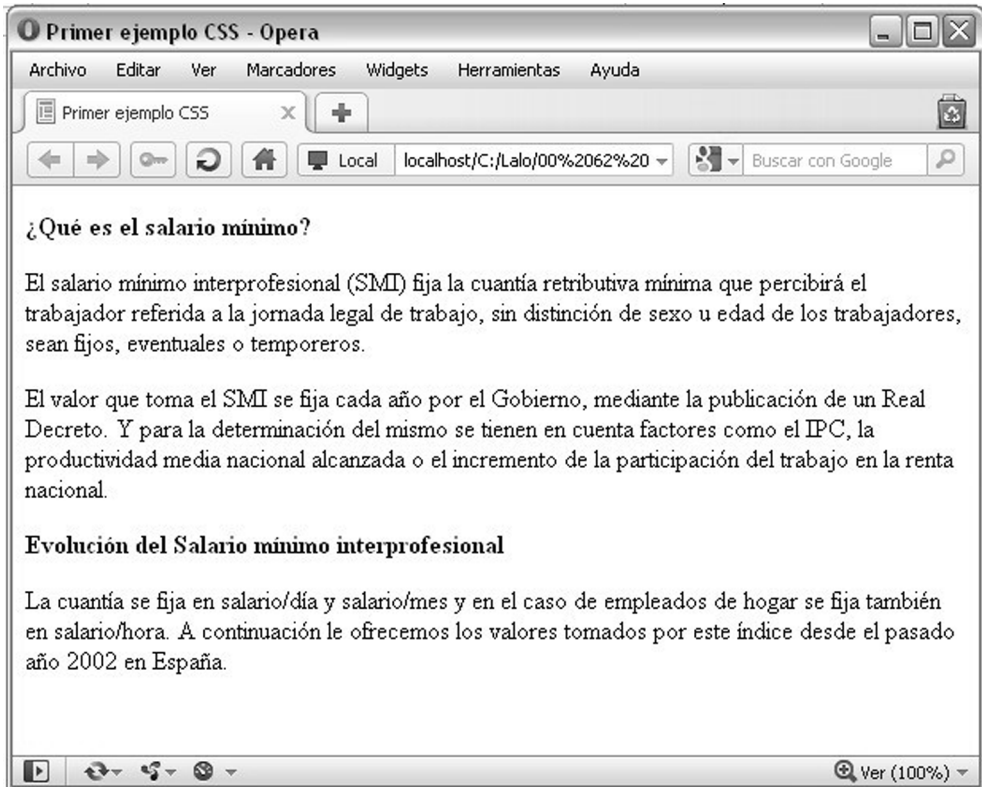 Primer ejemplo CSS - Opera
Archivo Editar Ver Marcadores Widgets Herramientas Ayuda
Primer ejemplo CSS
Local localhost/C:/Lalo/00%2062%20 Buscar con Google
¿Qué es el salario mínimo?
El salario mínimo interprofesional (SMI) fija la cuantía retributiva mínima que percibirá el
trabajador referida a la jornada legal de trabajo, sin distinción de sexo u edad de los trabajadores,
sean fijos, eventuales o temporeros.
El valor que toma el SMI se fija cada año por el Gobierno, mediante la publicación de un Real
Decreto. Y para la determinación del mismo se tienen en cuenta factores como el IPC, la
productividad media nacional alcanzada o el incremento de la participación del trabajo en la renta
nacional.
Evolución del Salario mínimo interprofesional
La cuantía se fija en salario/día y salario/mes y en el caso de empleados de hogar se fija también
en salario/hora. A continuación le ofrecemos los valores tomados por este índice desde el pasado
año 2002 en España.
Ver (100%)